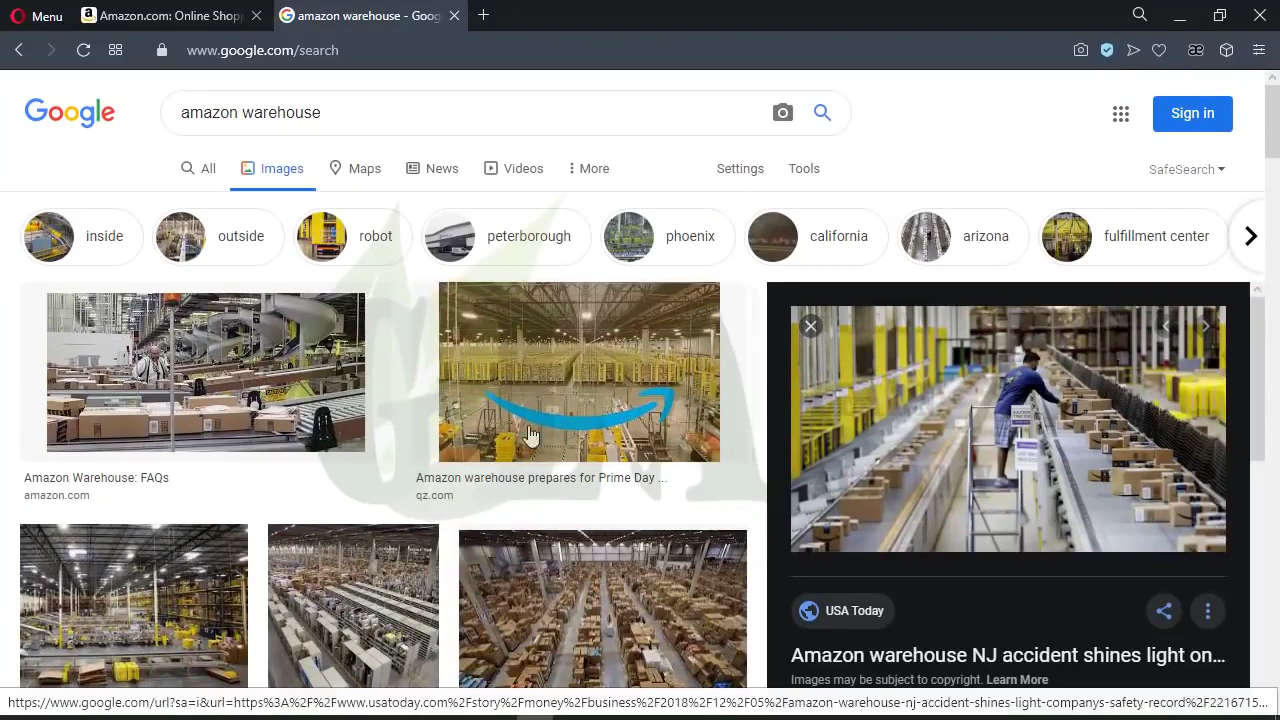 Menu
Amazon.com: Online Shopp
amazon warehouse - Goog
www.google.com/search
Google
amazon warehouse
Sign in
All
Images
Maps
News
Videos
More
Settings
Tools
SafeSearch
inside
outside
peterborough
phoenix
california
arizona
fulfillment center
Amazon Warehouse: FAQs
amazon.com
Amazon warehouse prepares for Prime Day ...
qz.com
USA Today
Amazon warehouse NJ accident shines light on...
Images may be subject to copyright. Learn More
https://www.google.com/url?sa=i&url=https%3A%2F%2Fwww.usatoday.com%2Fstory%2Fmoney%2Fbusiness%2F2018%2F12%2F05%2Famazon-warehouse-nj-accident-shines-light-companys-safety-record%2F2216715...